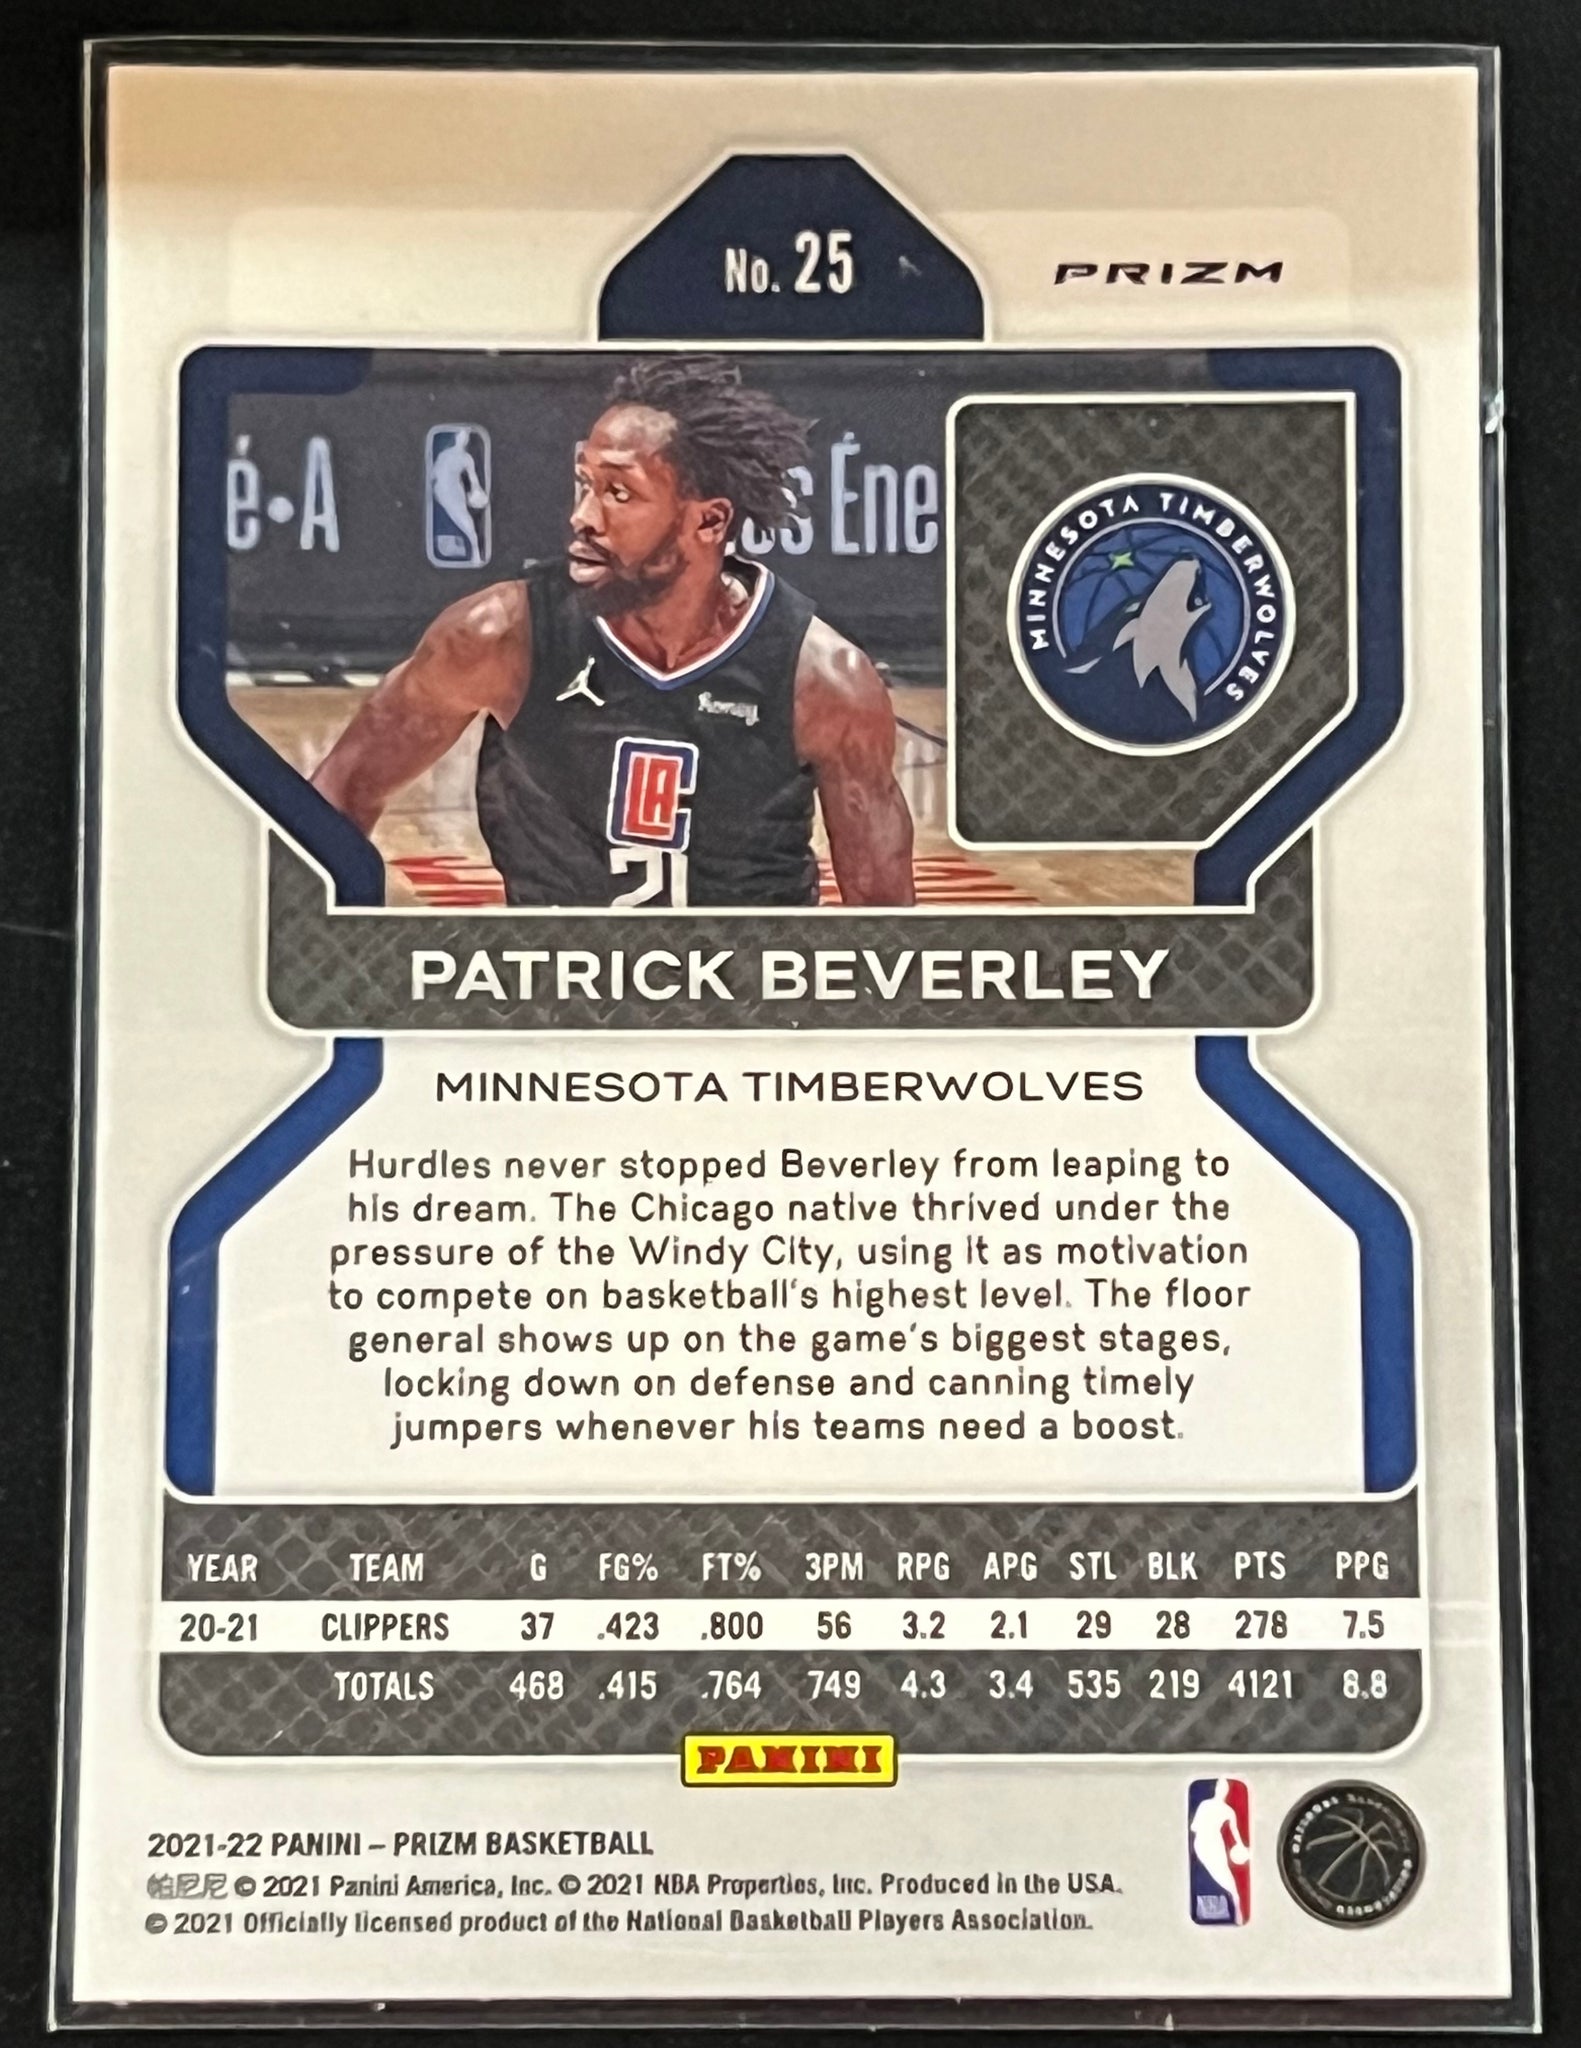 No. 25
PRIZM
é•A
os Éne
MINNESOTA TIMBERWOLVES
LA
21
PATRICK BEVERLEY
MINNESOTA TIMBERWOLVES
Hurdles never stopped Beverley from leaping to
his dream. The Chicago native thrived under the
pressure of the Windy City, using it as motivation
to compete on basketball's highest level. The floor
general shows up on the game's biggest stages,
locking down on defense and canning timely
jumpers whenever his teams need a boost.
YEAR TEAM G FG% FT% 3PM RPG APG STL BLK PTS PPG
20-21 CLIPPERS 37 .423 .800 56 3.2 2.1 29 28 278 7.5
TOTALS 468 .415 .764 749 4.3 3.4 535 219 4121 8.8
PANINI
2021-22 PANINI – PRIZM BASKETBALL
帕尼尼 © 2021 Panini America, Inc. © 2021 NBA Properties, Inc. Produced in the USA.
© 2021 Officially licensed product of the National Basketball Players Association.
NBA